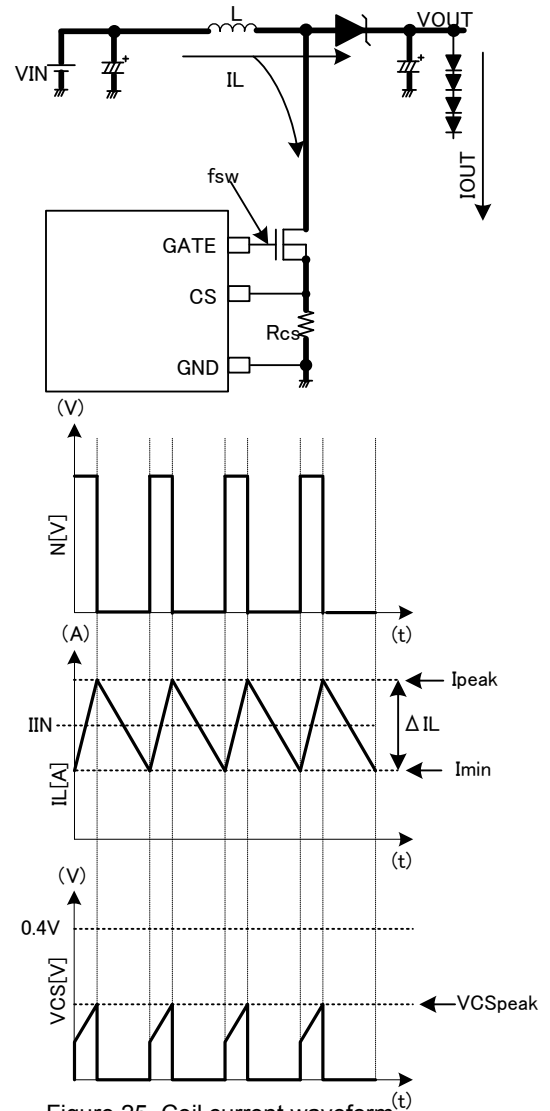 L
VOUT
VIN
IL
IOUT
fsw
GATE
CS
Rcs
GND
(V)
N[V]
(t)
(A)
Ipeak
IIN
ΔIL
IL[A]
Imin
(t)
(V)
0.4V
VCS[V]
VCSpeak
(t)
Figure 25. Coil current waveform